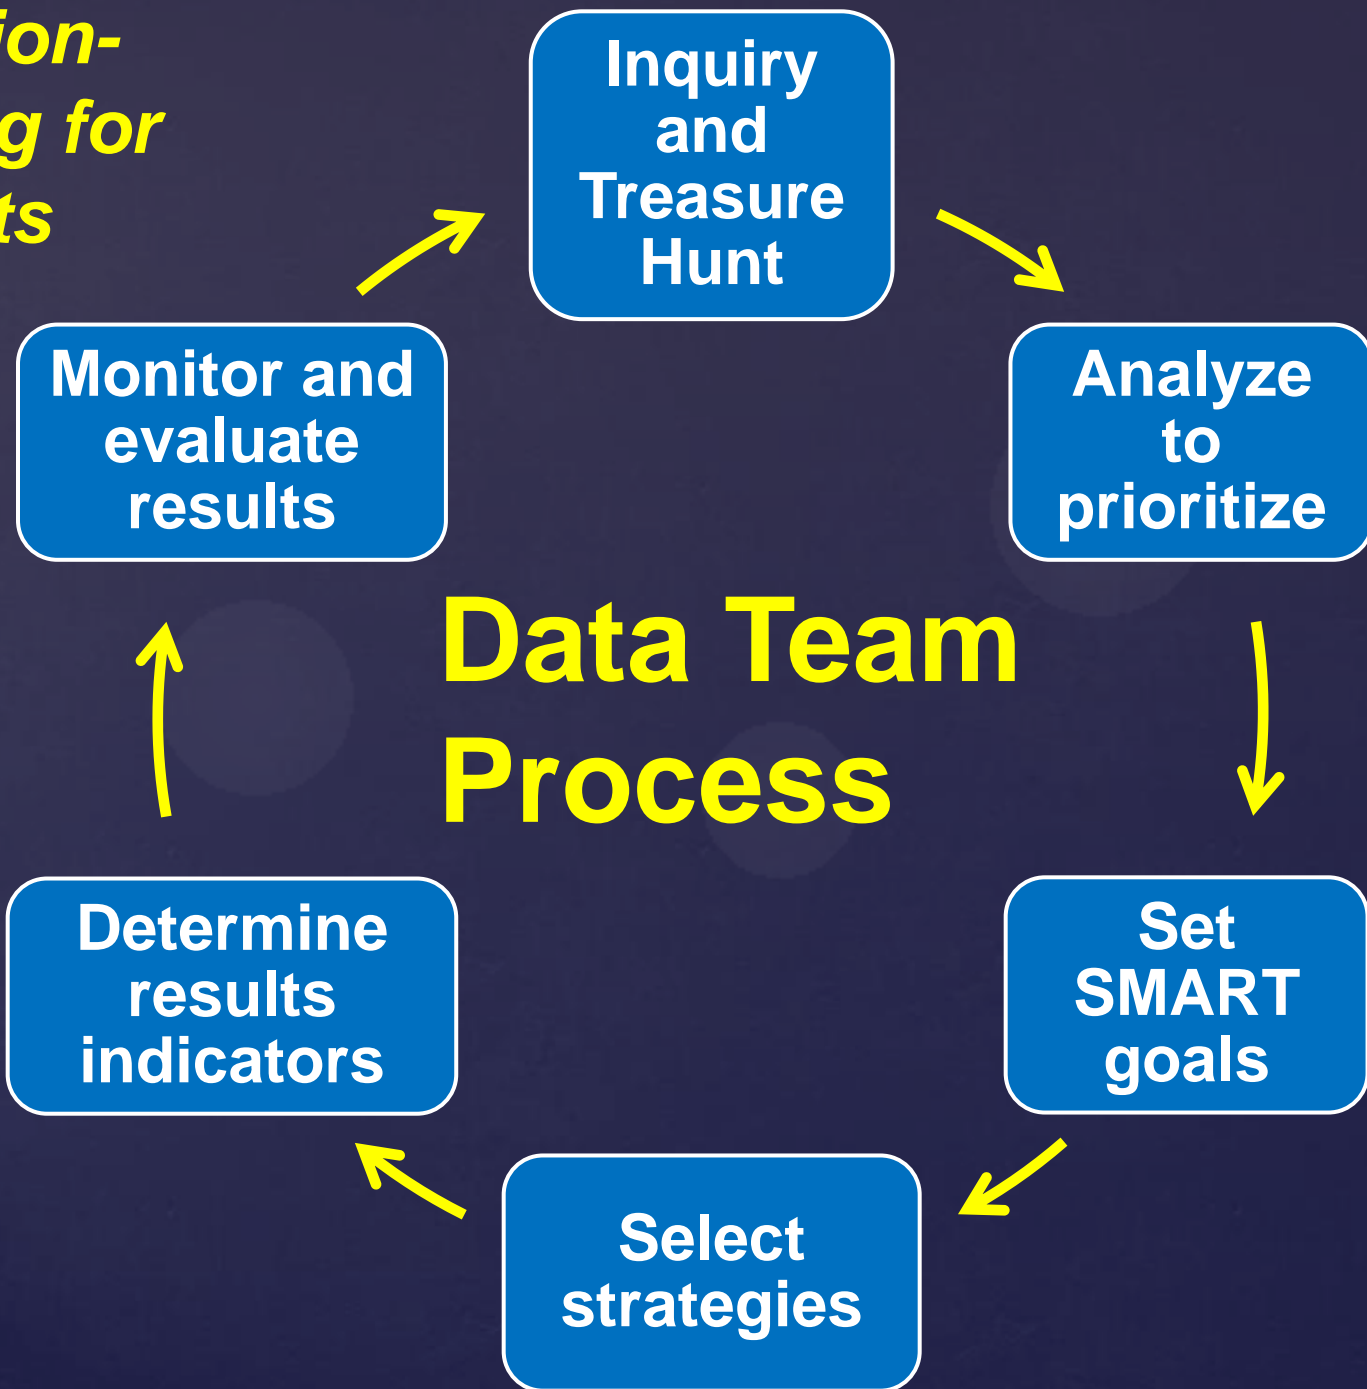 ion-
g for
ts
Inquiry
and
Treasure
Hunt
Monitor and
evaluate
results
Analyze
to
prioritize
Data Team
Process
Determine
results
indicators
Set
SMART
goals
Select
strategies